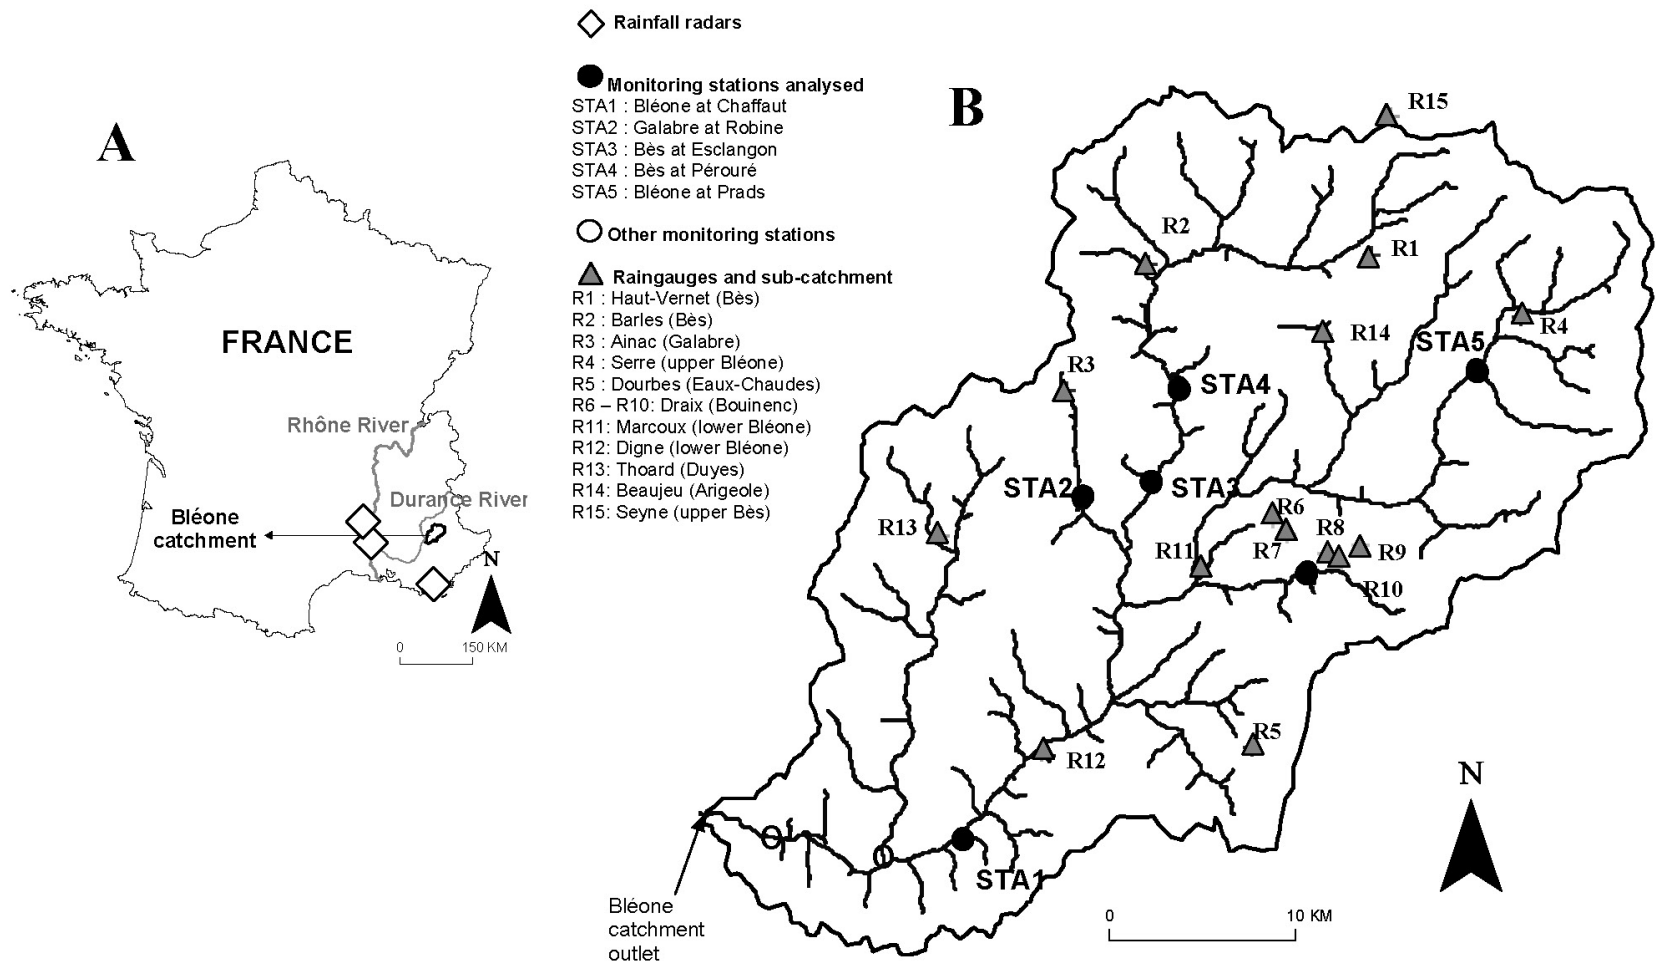 A
FRANCE
Rhône River
Durance River
Bléone
catchment
N
0 150 KM
Rainfall radars
Monitoring stations analysed
STA1 : Bléone at Chaffaut
STA2 : Galabre at Robine
STA3 : Bès at Esclangon
STA4 : Bès at Pérouré
STA5 : Bléone at Prads
Other monitoring stations
Raingauges and sub-catchment
R1 : Haut-Vernet (Bès)
R2 : Barles (Bès)
R3 : Ainac (Galabre)
R4 : Serre (upper Bléone)
R5 : Dourbes (Eaux-Chaudes)
R6 – R10: Draix (Bouinenc)
R11: Marcoux (lower Bléone)
R12: Digne (lower Bléone)
R13: Thoard (Duyes)
R14: Beaujeu (Arigeole)
R15: Seyne (upper Bès)
B
R15
R2
R1
R4
R14
STA5
R3
STA4
STA2
STA3
R6
R13
R7
R8
R11
R9
R10
R5
R12
N
STA1
Bléone
catchment
outlet
0 10 KM